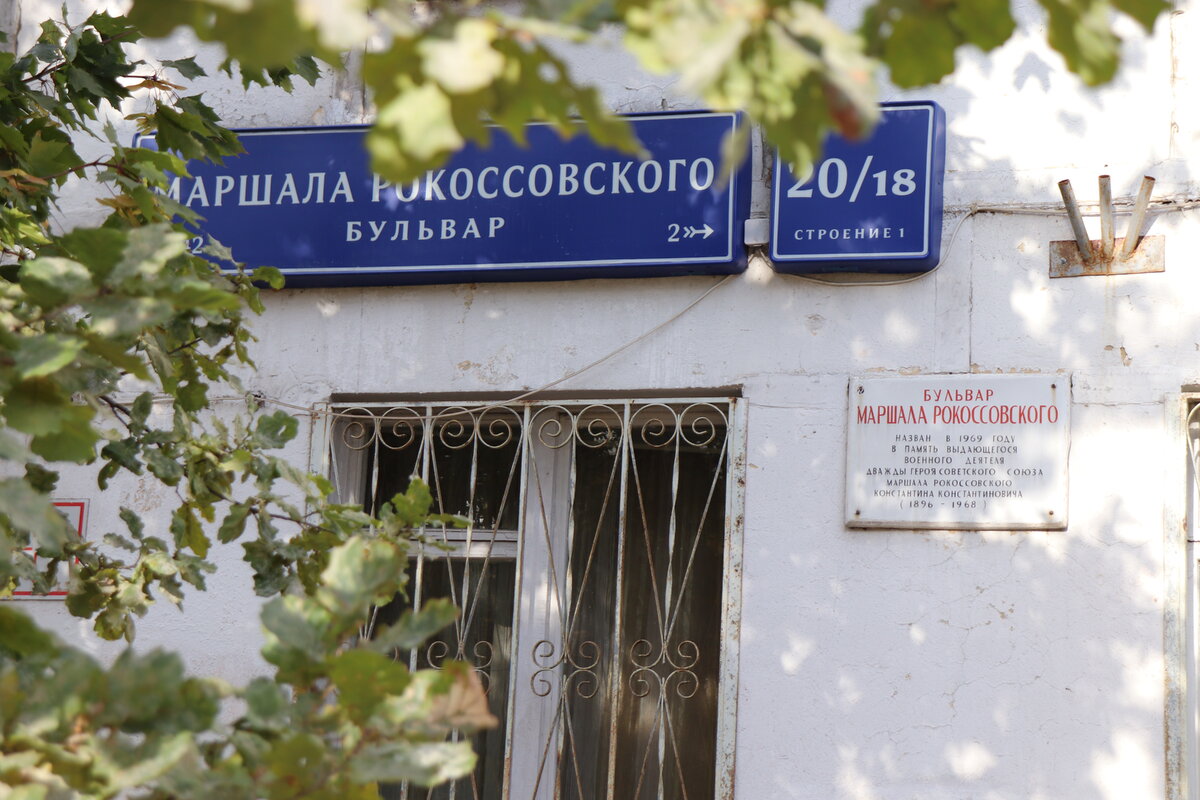 МАРШАЛА РОКОССОВСКОГО
БУЛЬВАР
2
20/18
СТРОЕНИЕ 1
БУЛЬВАР
МАРШАЛА РОКОССОВСКОГО
НАЗВАН В 1969 ГОДУ
В ПАМЯТЬ ВЫДАЮЩЕГОСЯ
ВОЕННОГО ДЕЯТЕЛЯ
ДВАЖДЫ ГЕРОЯ СОВЕТСКОГО СОЮЗА
МАРШАЛА РОКОССОВСКОГО
КОНСТАНТИНА КОНСТАНТИНОВИЧА
(1896 - 1968)